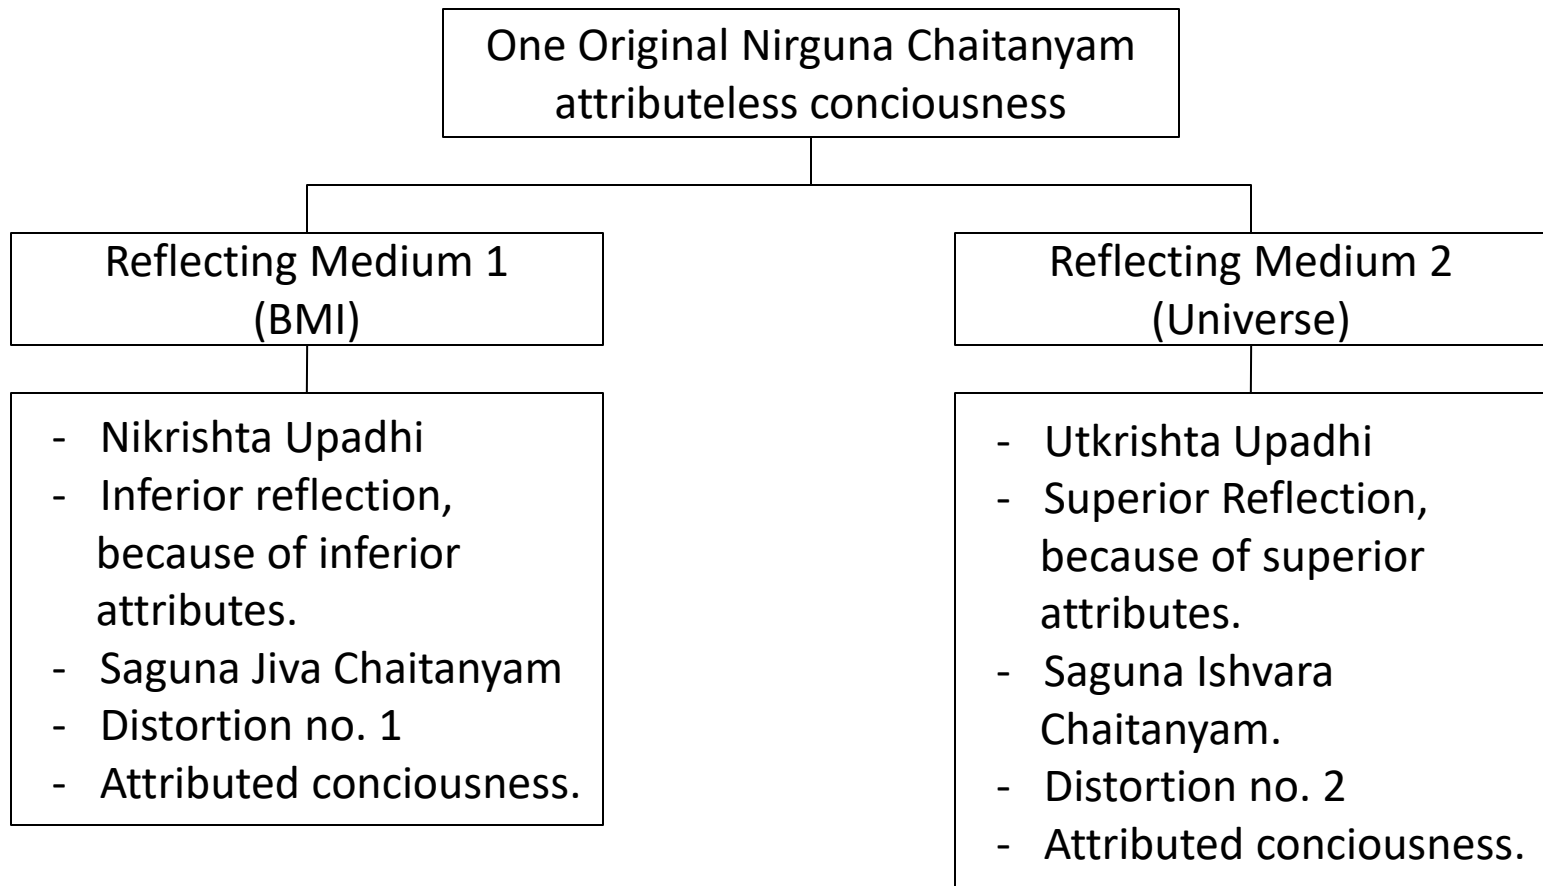 One Original Nirguna Chaitanyam
attributeless conciousness
Reflecting Medium 1
(BMI)
- Nikrishta Upadhi
- Inferior reflection,
because of inferior
attributes.
- Saguna Jiva Chaitanyam
- Distortion no. 1
- Attributed conciousness.
Reflecting Medium 2
(Universe)
- Utkrishta Upadhi
- Superior Reflection,
because of superior
attributes.
- Saguna Ishvara
Chaitanyam.
- Distortion no. 2
- Attributed conciousness.